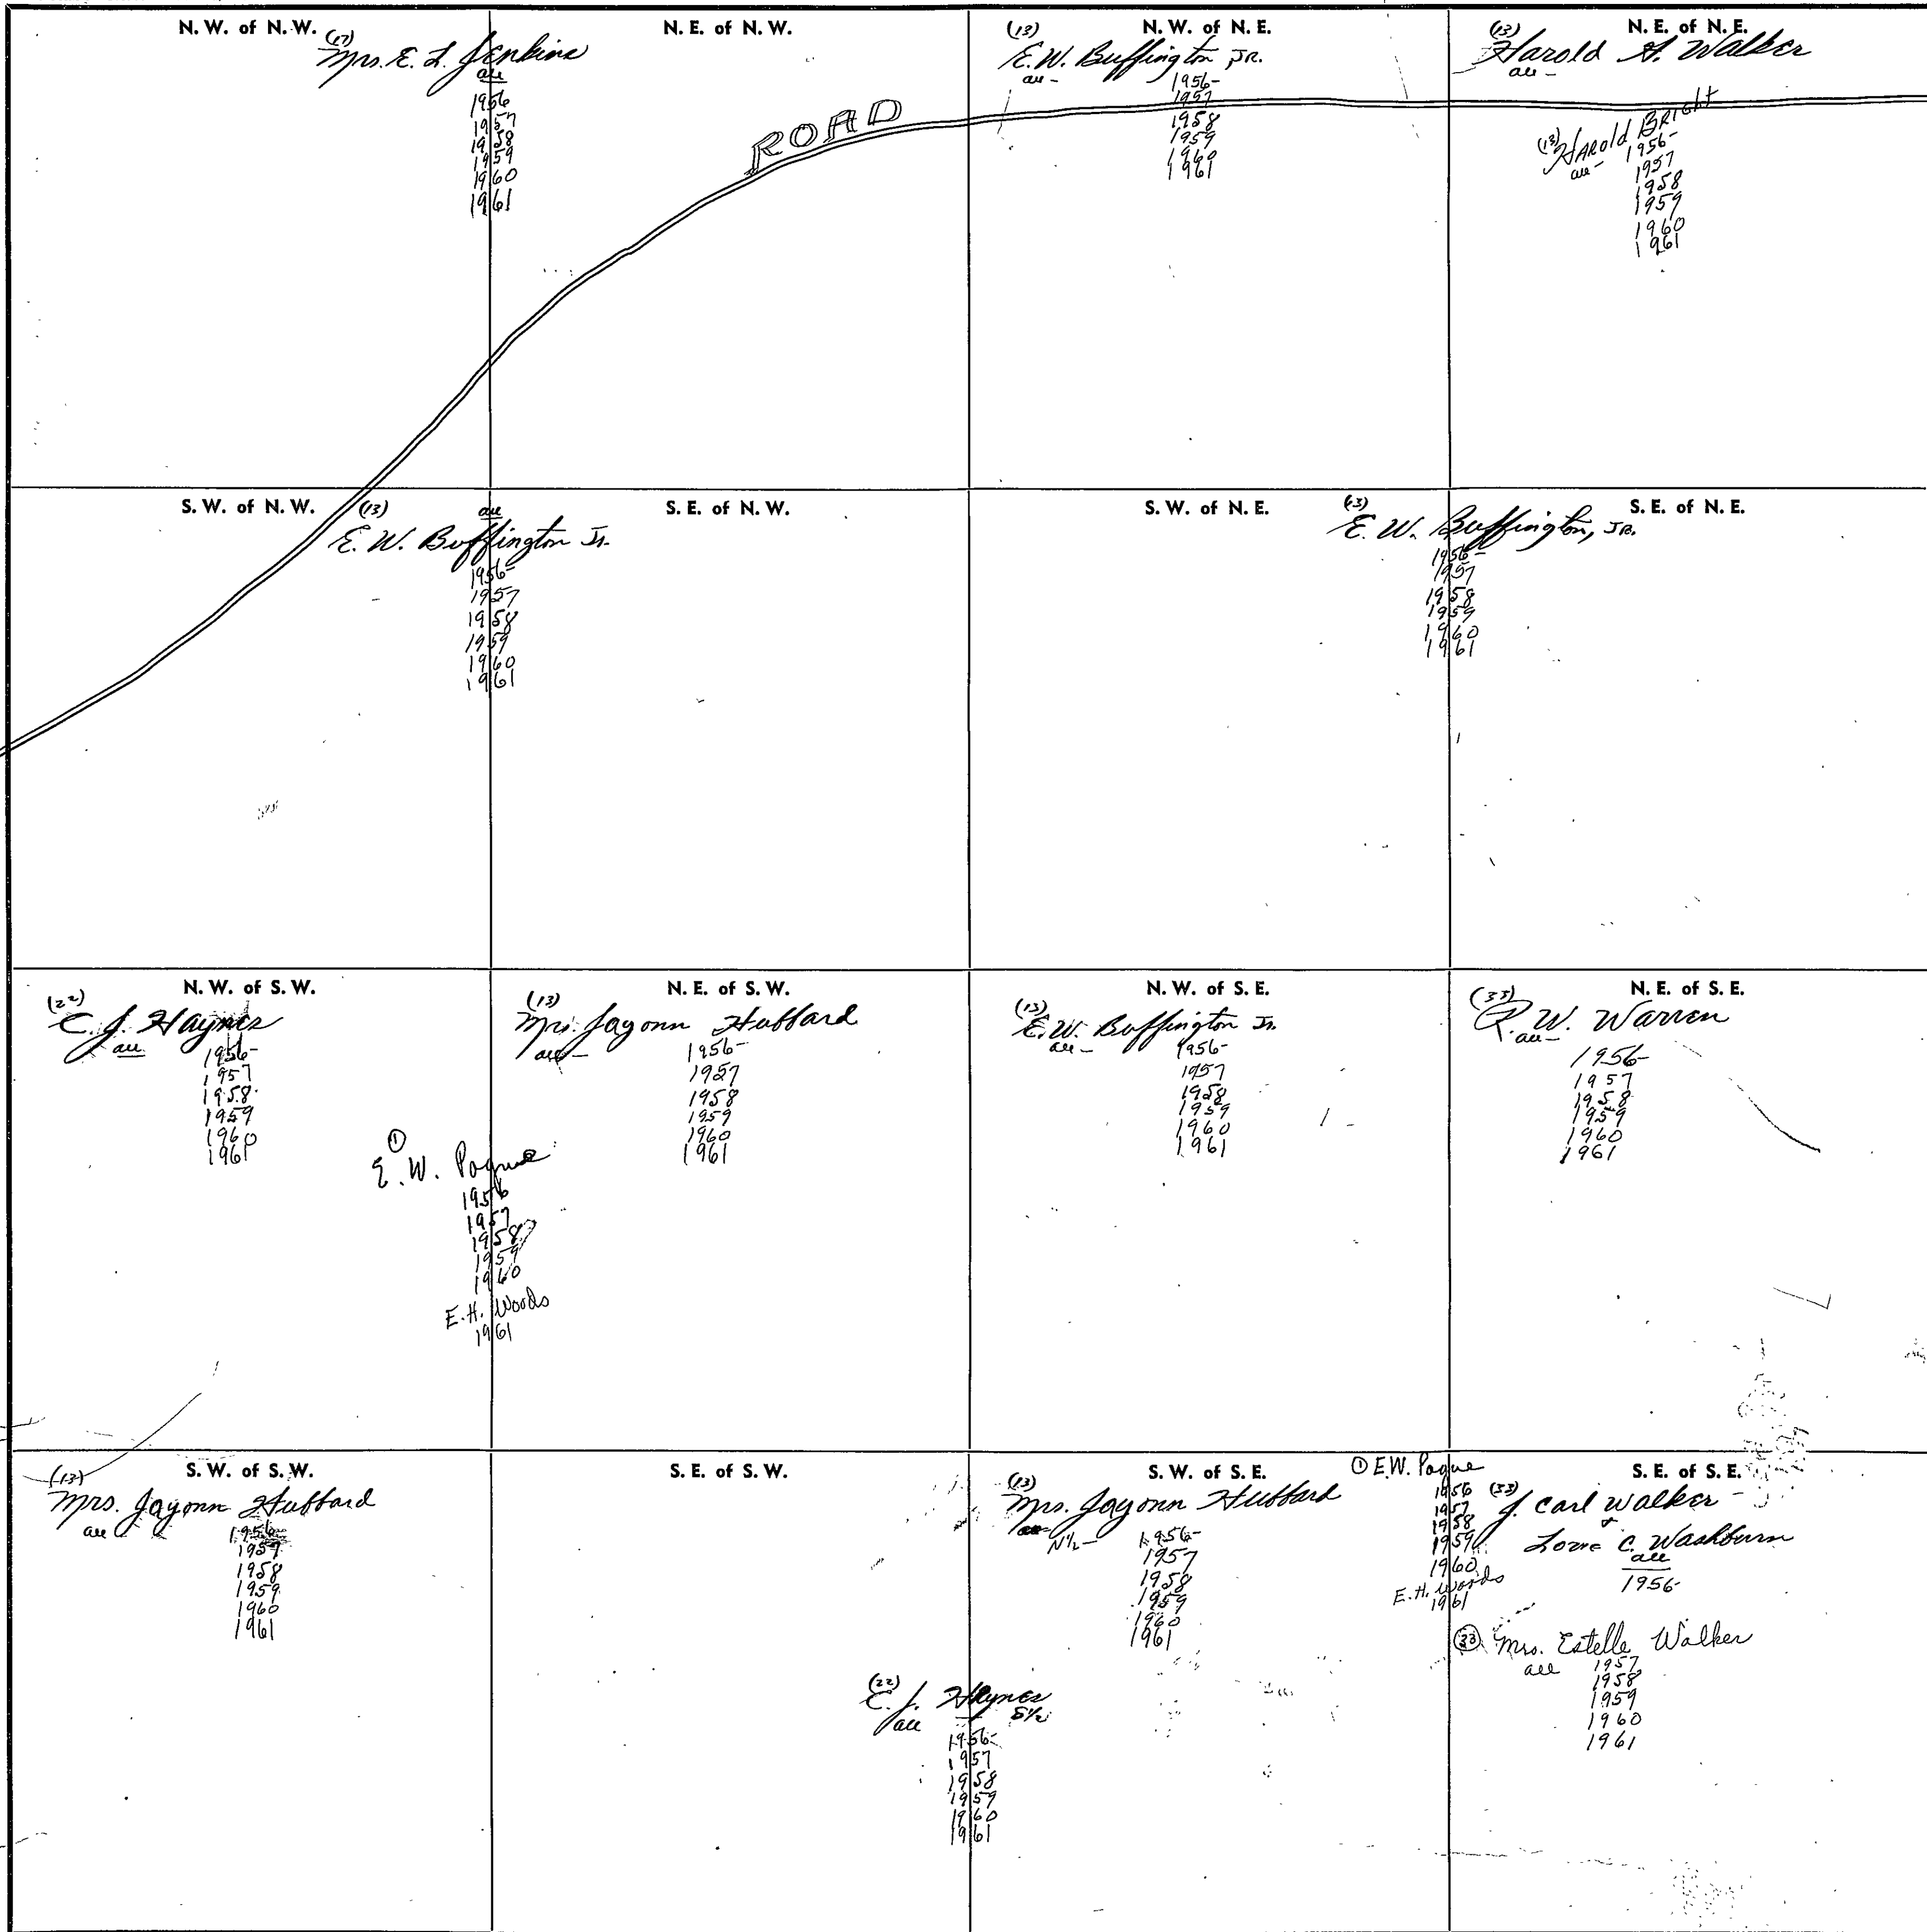 N. W. of N. W.
(17)
Mrs. E. L. Jenkins
all
1956
1957
1958
1959
1960
1961
N. E. of N. W.
ROAD
N. W. of N. E.
(13)
E. W. Buffington JR.
all -
1956-
1957
1958
1959
1960
1961
N. E. of N. E.
(13)
Harold A. Walker
all -
(13) HAROLD BRIGHT
all -
1956-
1957
1958
1959
1960
1961
S. W. of N. W.
(13)
all
E. W. Buffington Jr.
1956-
1957
1958
1959
1960
1961
S. E. of N. W.
S. W. of N. E.
(13)
E. W. Buffington, JR.
1956-
1957
1958
1959
1960
1961
S. E. of N. E.
N. W. of S. W.
(22)
C. J. Haynes
all
1956-
1957
1958
1959
1960
1961
① E. W. Pogue
1956
1957
1958
1959
1960
E. H. Woods
1961
N. E. of S. W.
(13)
Mrs. Jayonn Hubbard
all -
1956-
1957
1958
1959
1960
1961
N. W. of S. E.
(13)
E. W. Buffington Jr.
all -
1956-
1957
1958
1959
1960
1961
N. E. of S. E.
(33)
R. W. Warren
all -
1956-
1957
1958
1959
1960
1961
S. W. of S. W.
(13)
Mrs. Jayonn Hubbard
all
1956-
1957
1958
1959
1960
1961
S. E. of S. W.
(22)
C. J. Haynes
all
S½
1956-
1957
1958
1959
1960
1961
S. W. of S. E.
(13)
Mrs. Jayonn Hubbard
N½ -
1956-
1957
1958
1959
1960
1961
① E.W. Pogue
1956
1957
1958
1959
1960
E. H. Woods
1961
S. E. of S. E.
(33)
J. Carl Walker
&
C. Washburn
all
1956-
(33) Mrs. Estelle Walker
all
1957
1958
1959
1960
1961